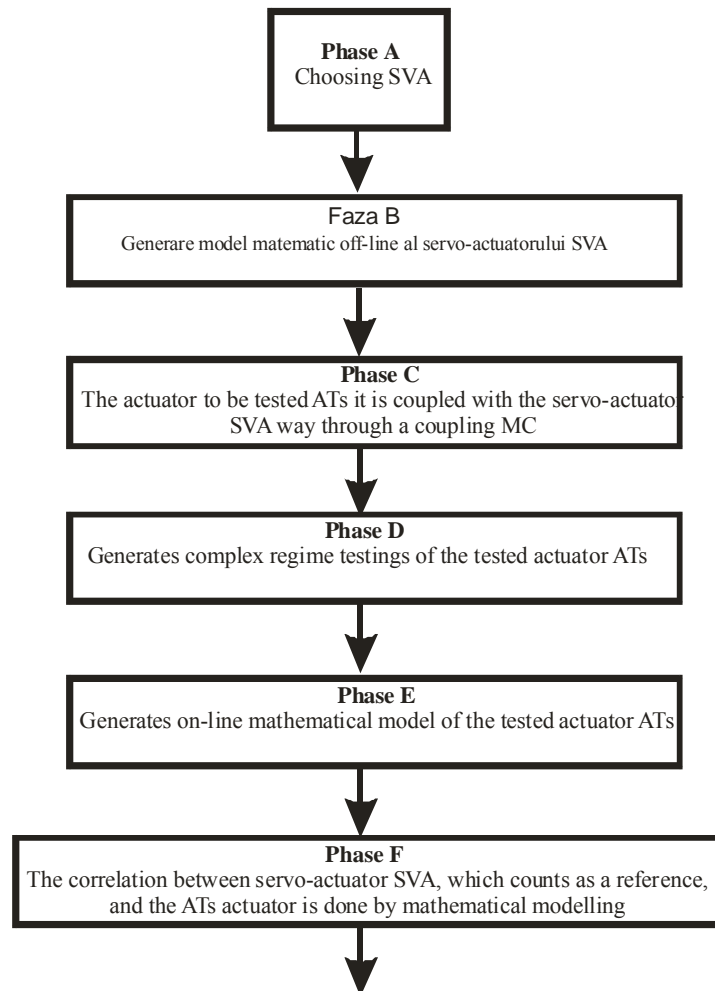 Phase A
Choosing SVA
Faza B
Generare model matematic off-line al servo-actuatorului SVA
Phase C
The actuator to be tested ATs it is coupled with the servo-actuator
SVA way through a coupling MC
Phase D
Generates complex regime testings of the tested actuator ATs
Phase E
Generates on-line mathematical model of the tested actuator ATs
Phase F
The correlation between servo-actuator SVA, which counts as a reference,
and the ATs actuator is done by mathematical modelling